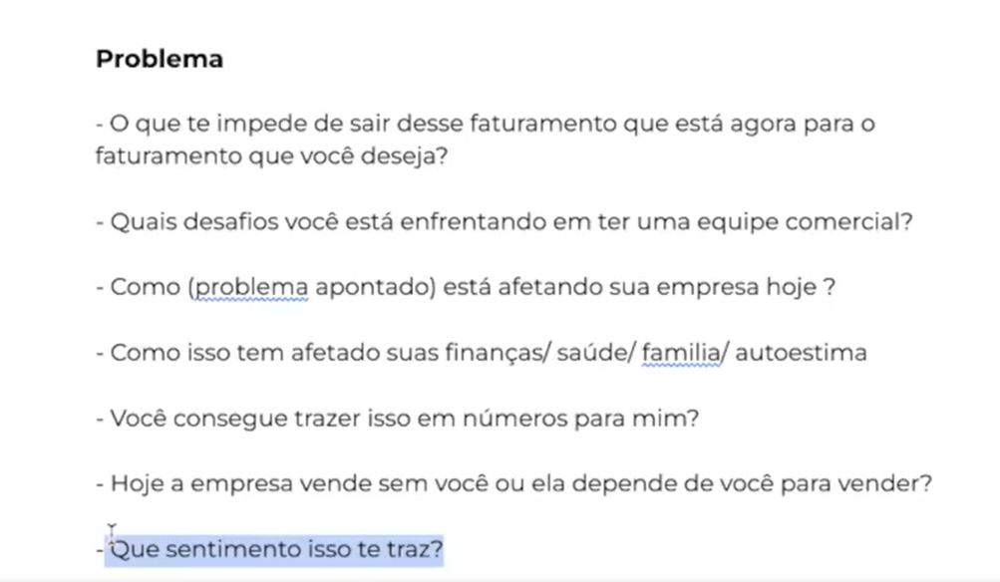 Problema
- O que te impede de sair desse faturamento que está agora para o
faturamento que você deseja?
- Quais desafios você está enfrentando em ter uma equipe comercial?
- Como (problema apontado) está afetando sua empresa hoje ?
- Como isso tem afetado suas finanças/ saúde/ familia/ autoestima
- Você consegue trazer isso em números para mim?
- Hoje a empresa vende sem você ou ela depende de você para vender?
- Que sentimento isso te traz?